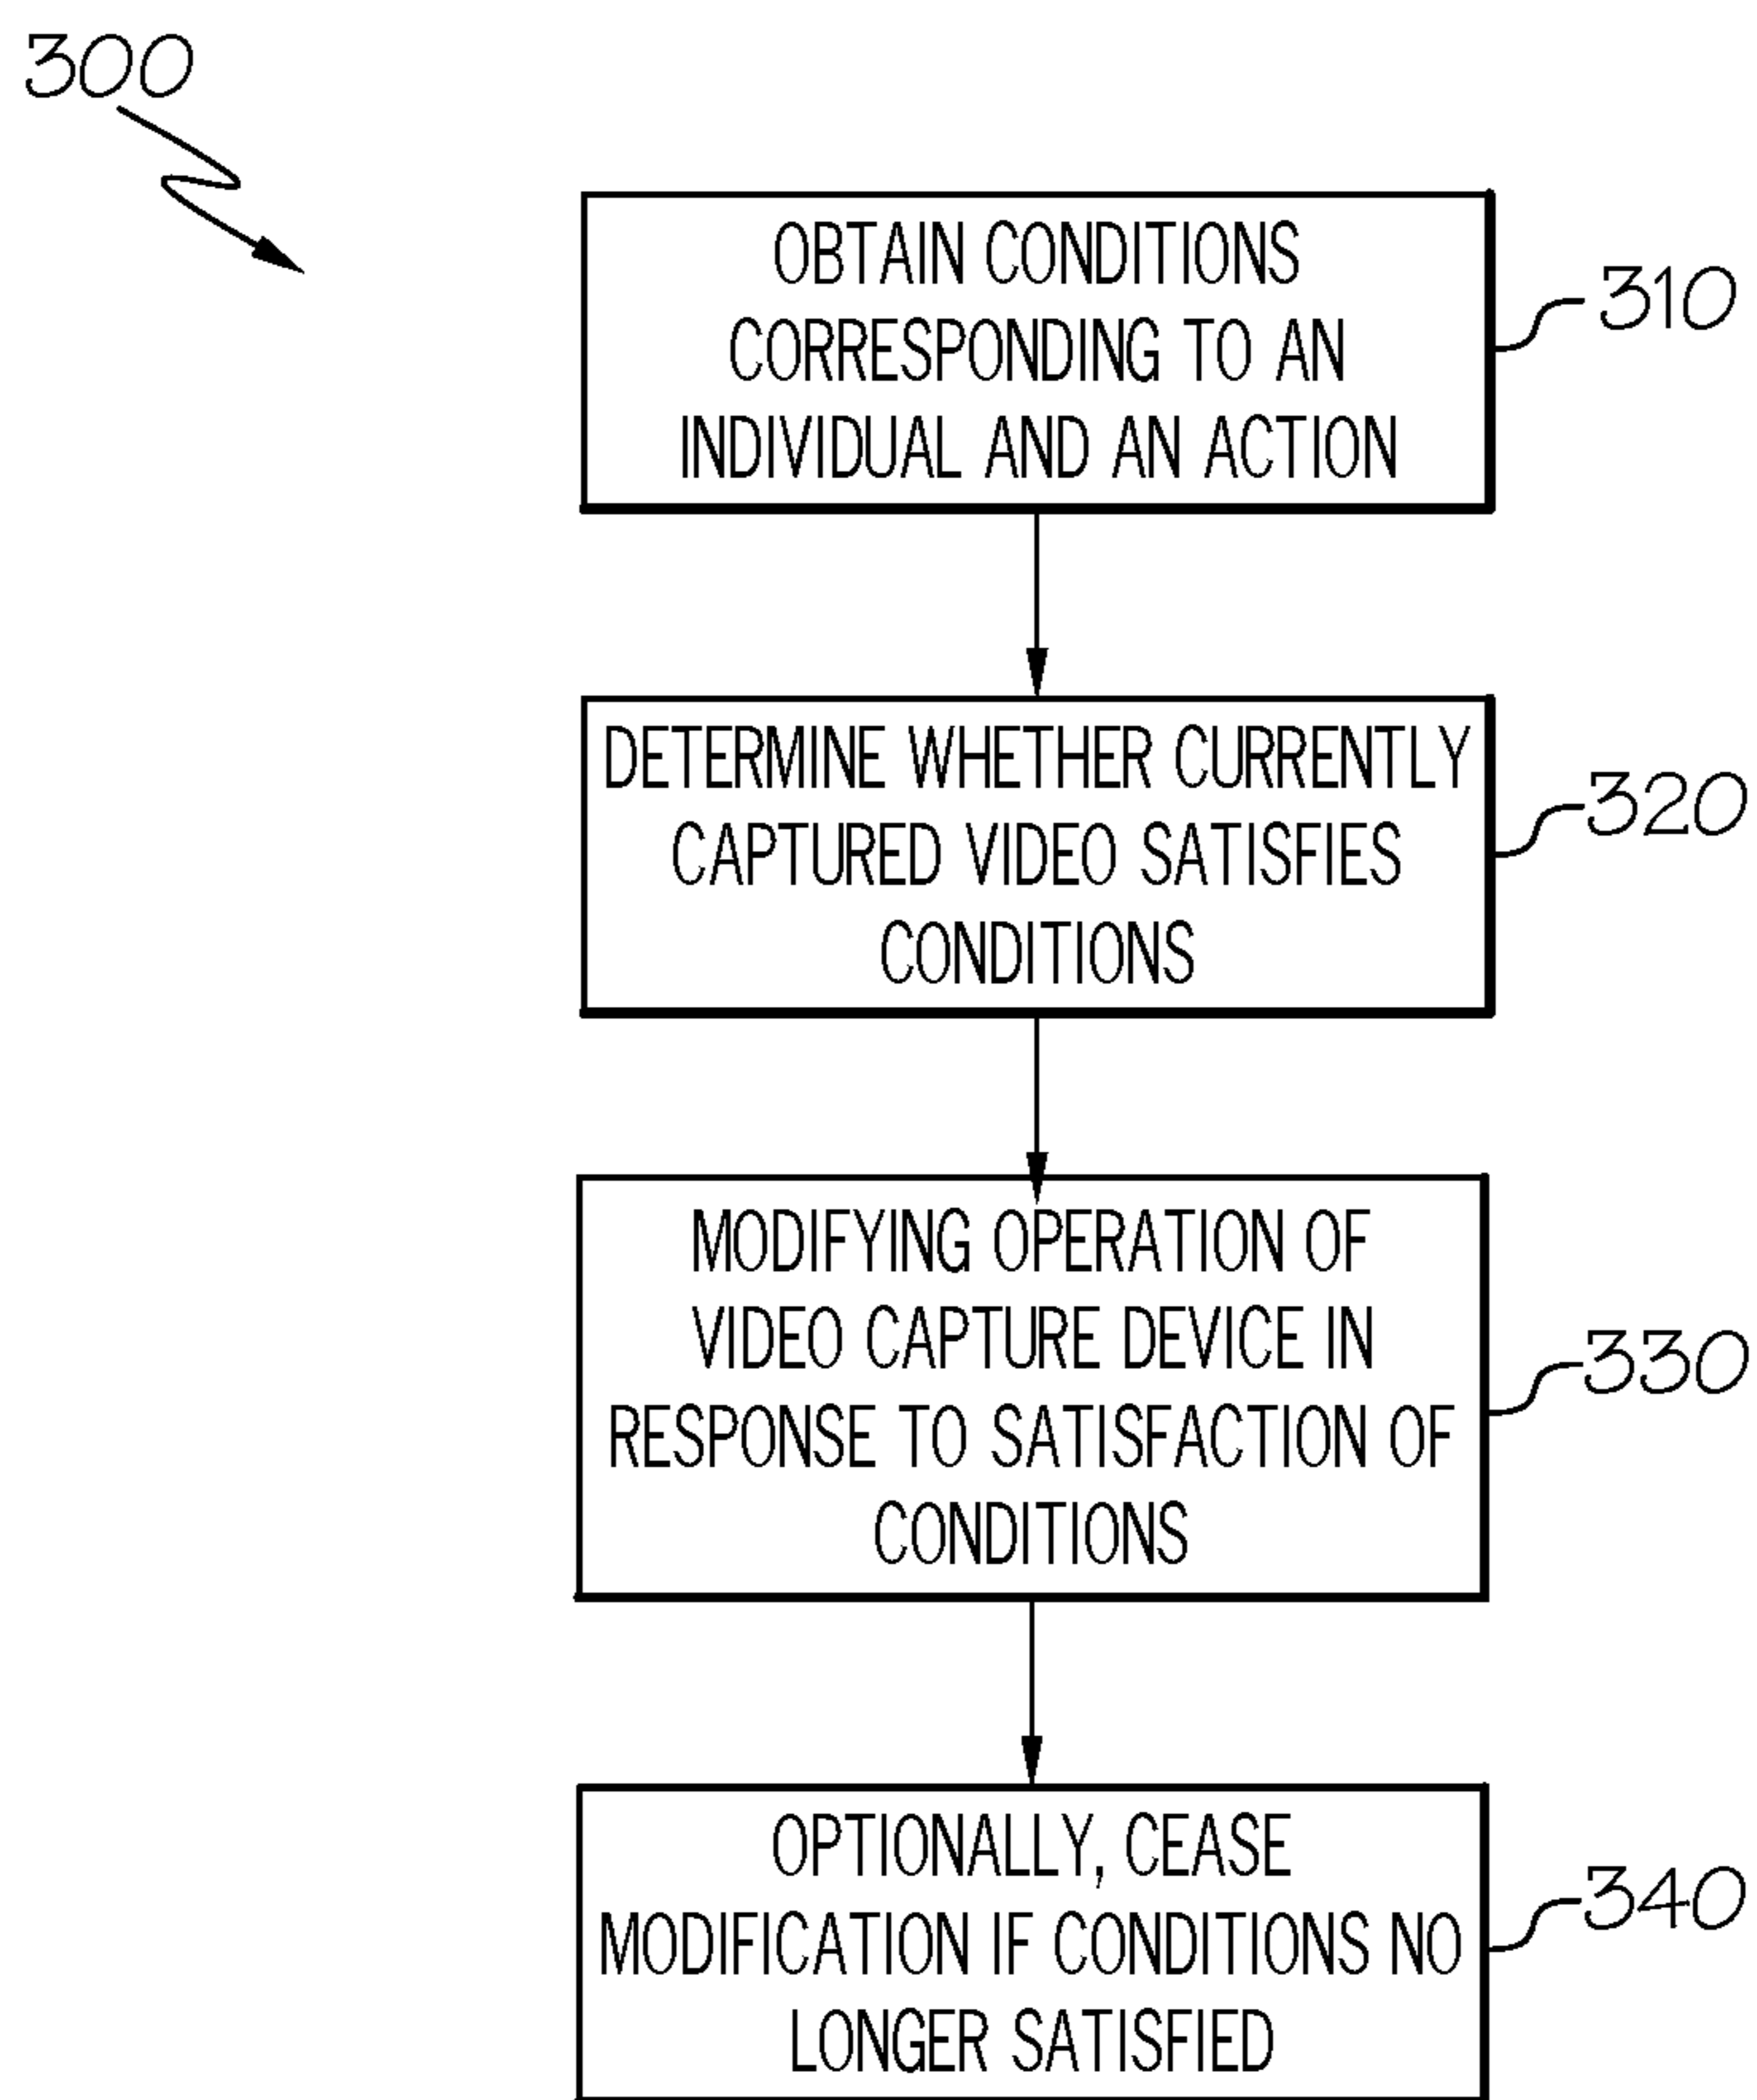 300
OBTAIN CONDITIONS
CORRESPONDING TO AN
INDIVIDUAL AND AN ACTION
310
DETERMINE WHETHER CURRENTLY
CAPTURED VIDEO SATISFIES
CONDITIONS
320
MODIFYING OPERATION OF
VIDEO CAPTURE DEVICE IN
RESPONSE TO SATISFACTION OF
CONDITIONS
330
OPTIONALLY, CEASE
MODIFICATION IF CONDITIONS NO
LONGER SATISFIED
340